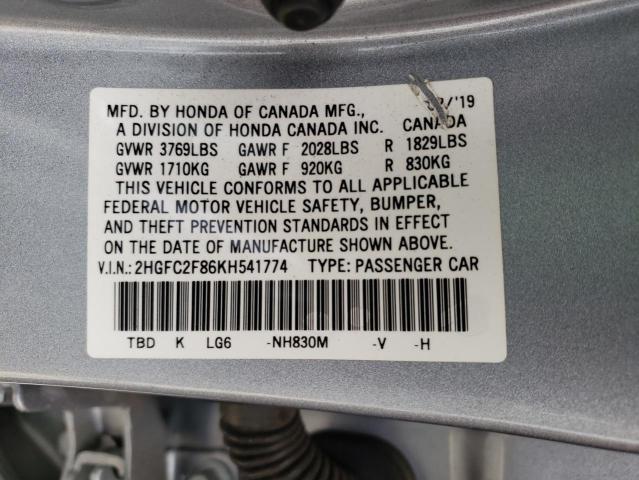 MFD. BY HONDA OF CANADA MFG., /'19
A DIVISION OF HONDA CANADA INC. CANADA
GVWR 3769LBS GAWR F 2028LBS R 1829LBS
GVWR 1710KG GAWR F 920KG R 830KG
THIS VEHICLE CONFORMS TO ALL APPLICABLE
FEDERAL MOTOR VEHICLE SAFETY, BUMPER,
AND THEFT PREVENTION STANDARDS IN EFFECT
ON THE DATE OF MANUFACTURE SHOWN ABOVE.
V.I.N.: 2HGFC2F86KH541774 TYPE: PASSENGER CAR
TBD K LG6 -NH830M -V -H